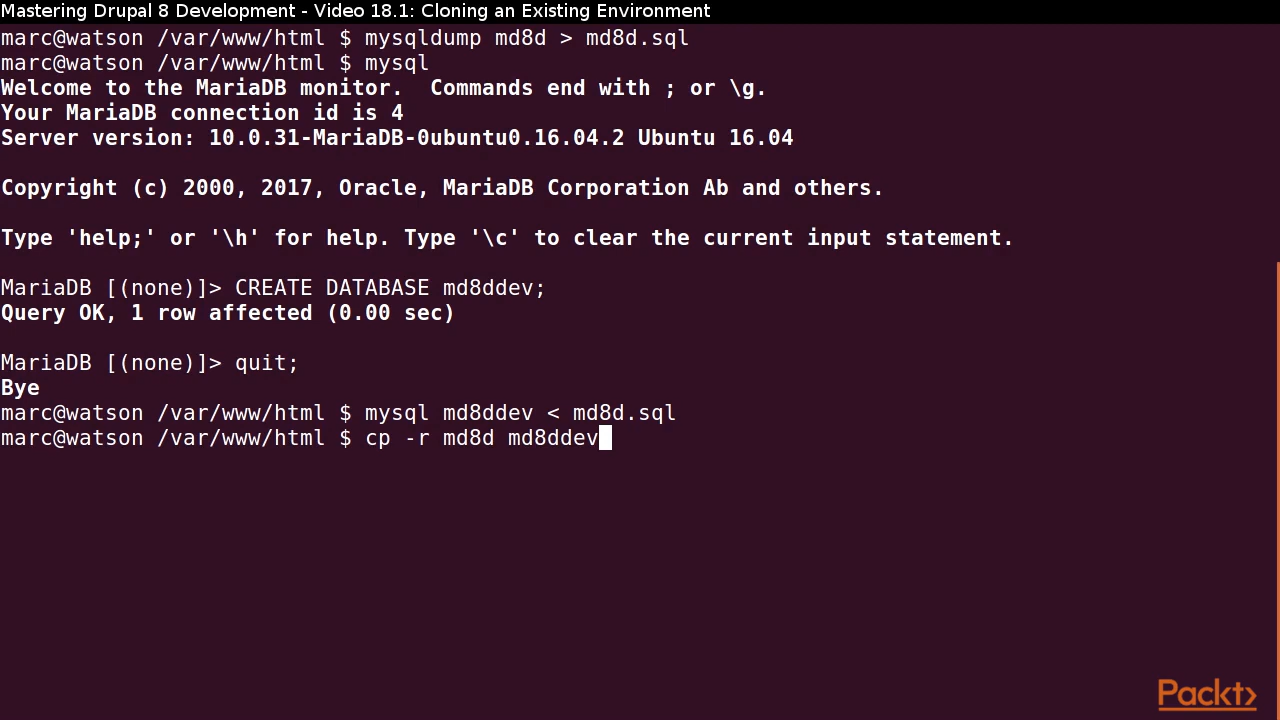 Mastering Drupal 8 Development - Video 18.1: Cloning an Existing Environment
marc@watson /var/www/html $ mysqldump md8d > md8d.sql
marc@watson /var/www/html $ mysql
Welcome to the MariaDB monitor.  Commands end with ; or \g.
Your MariaDB connection id is 4
Server version: 10.0.31-MariaDB-0ubuntu0.16.04.2 Ubuntu 16.04
Copyright (c) 2000, 2017, Oracle, MariaDB Corporation Ab and others.
Type 'help;' or '\h' for help. Type '\c' to clear the current input statement.
MariaDB [(none)]> CREATE DATABASE md8ddev;
Query OK, 1 row affected (0.00 sec)
MariaDB [(none)]> quit;
Bye
marc@watson /var/www/html $ mysql md8ddev < md8d.sql
marc@watson /var/www/html $ cp -r md8d md8ddev
Packt>